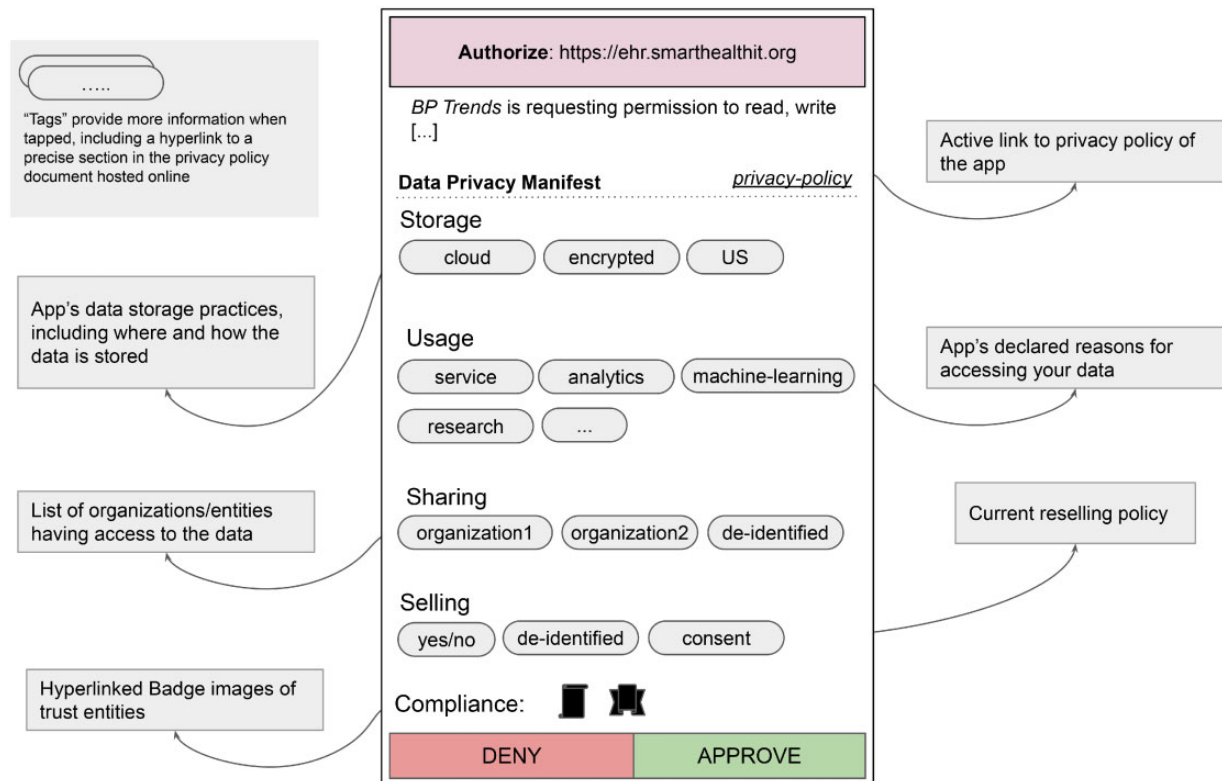 Authorize: https://ehr.smarthealthit.org
.....
“Tags” provide more information when
tapped, including a hyperlink to a
precise section in the privacy policy
document hosted online
BP Trends is requesting permission to read, write
[...]
Active link to privacy policy of
the app
Data Privacy Manifest
privacy-policy
Storage
cloud
encrypted
US
App’s data storage practices,
including where and how the
data is stored
Usage
service
analytics
machine-learning
research
...
App’s declared reasons for
accessing your data
Sharing
organization1
organization2
de-identified
List of organizations/entities
having access to the data
Current reselling policy
Selling
yes/no
de-identified
consent
Hyperlinked Badge images of
trust entities
Compliance:
DENY
APPROVE